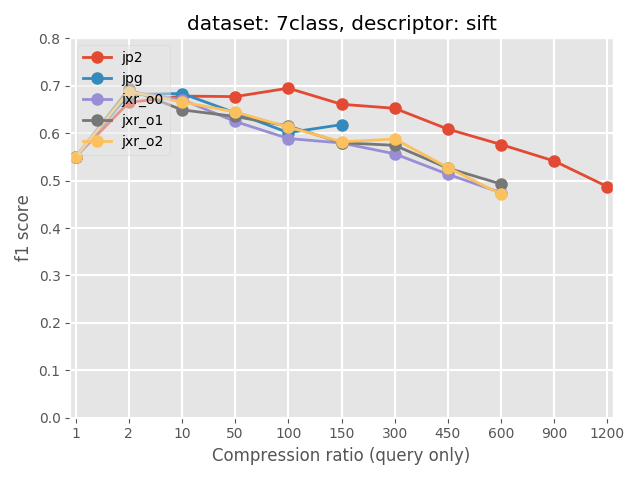 dataset: 7class, descriptor: sift
0.8
0.7
0.6
0.5
0.4
0.3
0.2
0.1
0.0
f1 score
jp2
jpg
jxr_o0
jxr_o1
jxr_o2
1 2 10 50 100 150 300 450 600 900 1200
Compression ratio (query only)